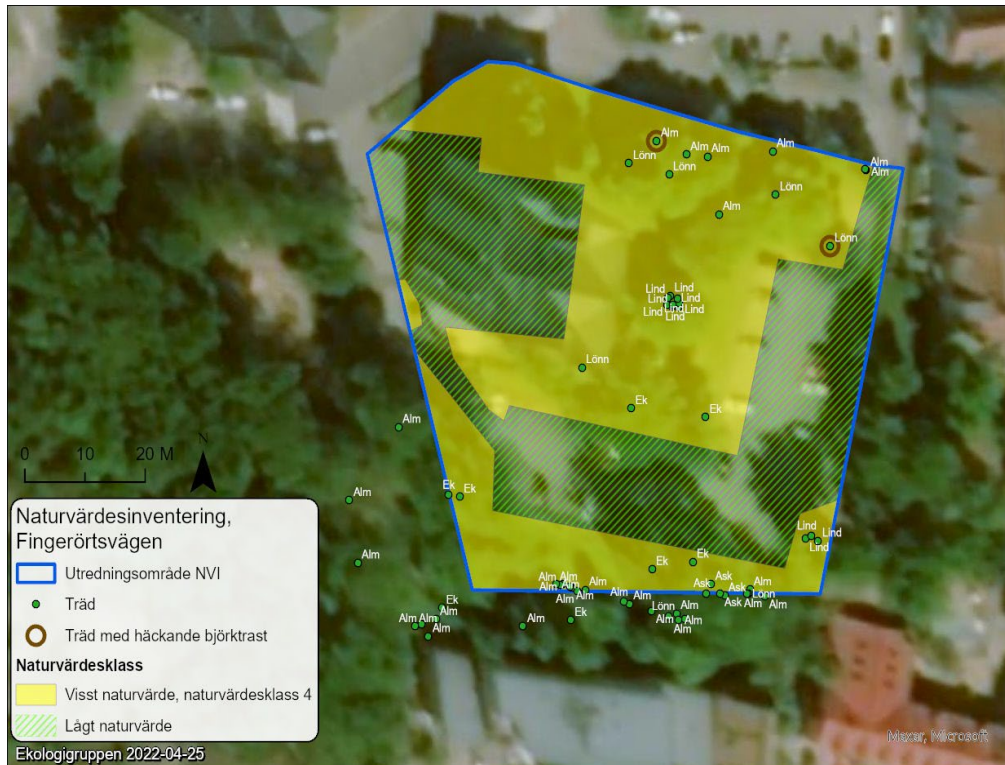 Alm
Alm
Alm
Alm
Alm
Alm
Lönn
Lönn
Alm
Lönn
Lind
Lind
Lind
Lind
Lind
Lind
Lind
Lind
Lönn
Ek
Ek
Alm
N
0 10 20 M
Alm
Ek
Ek
Lind
Lind
Lind
Alm
Ek
Ek
Alm
Alm
Alm
Alm
Alm
Ask
Ask
Ask
Ask
Alm
Lönn
Alm
Alm
Ek
Alm
Alm
Alm
Alm
Alm
Ek
Alm
Lönn
Alm
Alm
Alm
Naturvärdesinventering,
Fingerörtsvägen
Utredningsområde NVI
Träd
Träd med häckande björktrast
Naturvärdesklass
Visst naturvärde, naturvärdesklass 4
Lågt naturvärde
Ekologigruppen 2022-04-25
Maxar, Microsoft